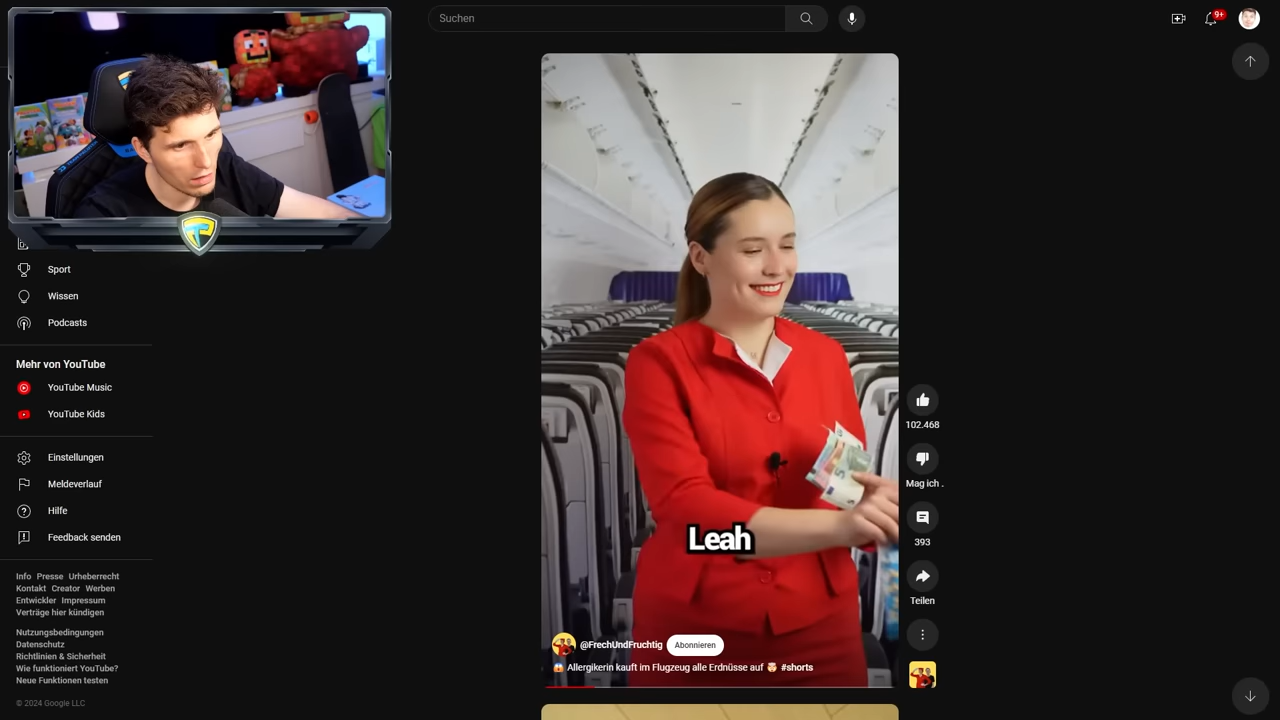 Suchen
9+
Sport
Wissen
Podcasts
Mehr von YouTube
YouTube Music
YouTube Kids
Einstellungen
Meldeverlauf
Hilfe
Feedback senden
Info Presse Urheberrecht
Kontakt Creator Werben
Entwickler Impressum
Verträge hier kündigen
Nutzungsbedingungen
Datenschutz
Richtlinien & Sicherheit
Wie funktioniert YouTube?
Neue Funktionen testen
© 2024 Google LLC
Leah
@FrechUndFruchtig Abonnieren
😱 Allergikerin kauft im Flugzeug alle Erdnüsse auf 🤯 #shorts
102.468
Mag ich .
393
Teilen